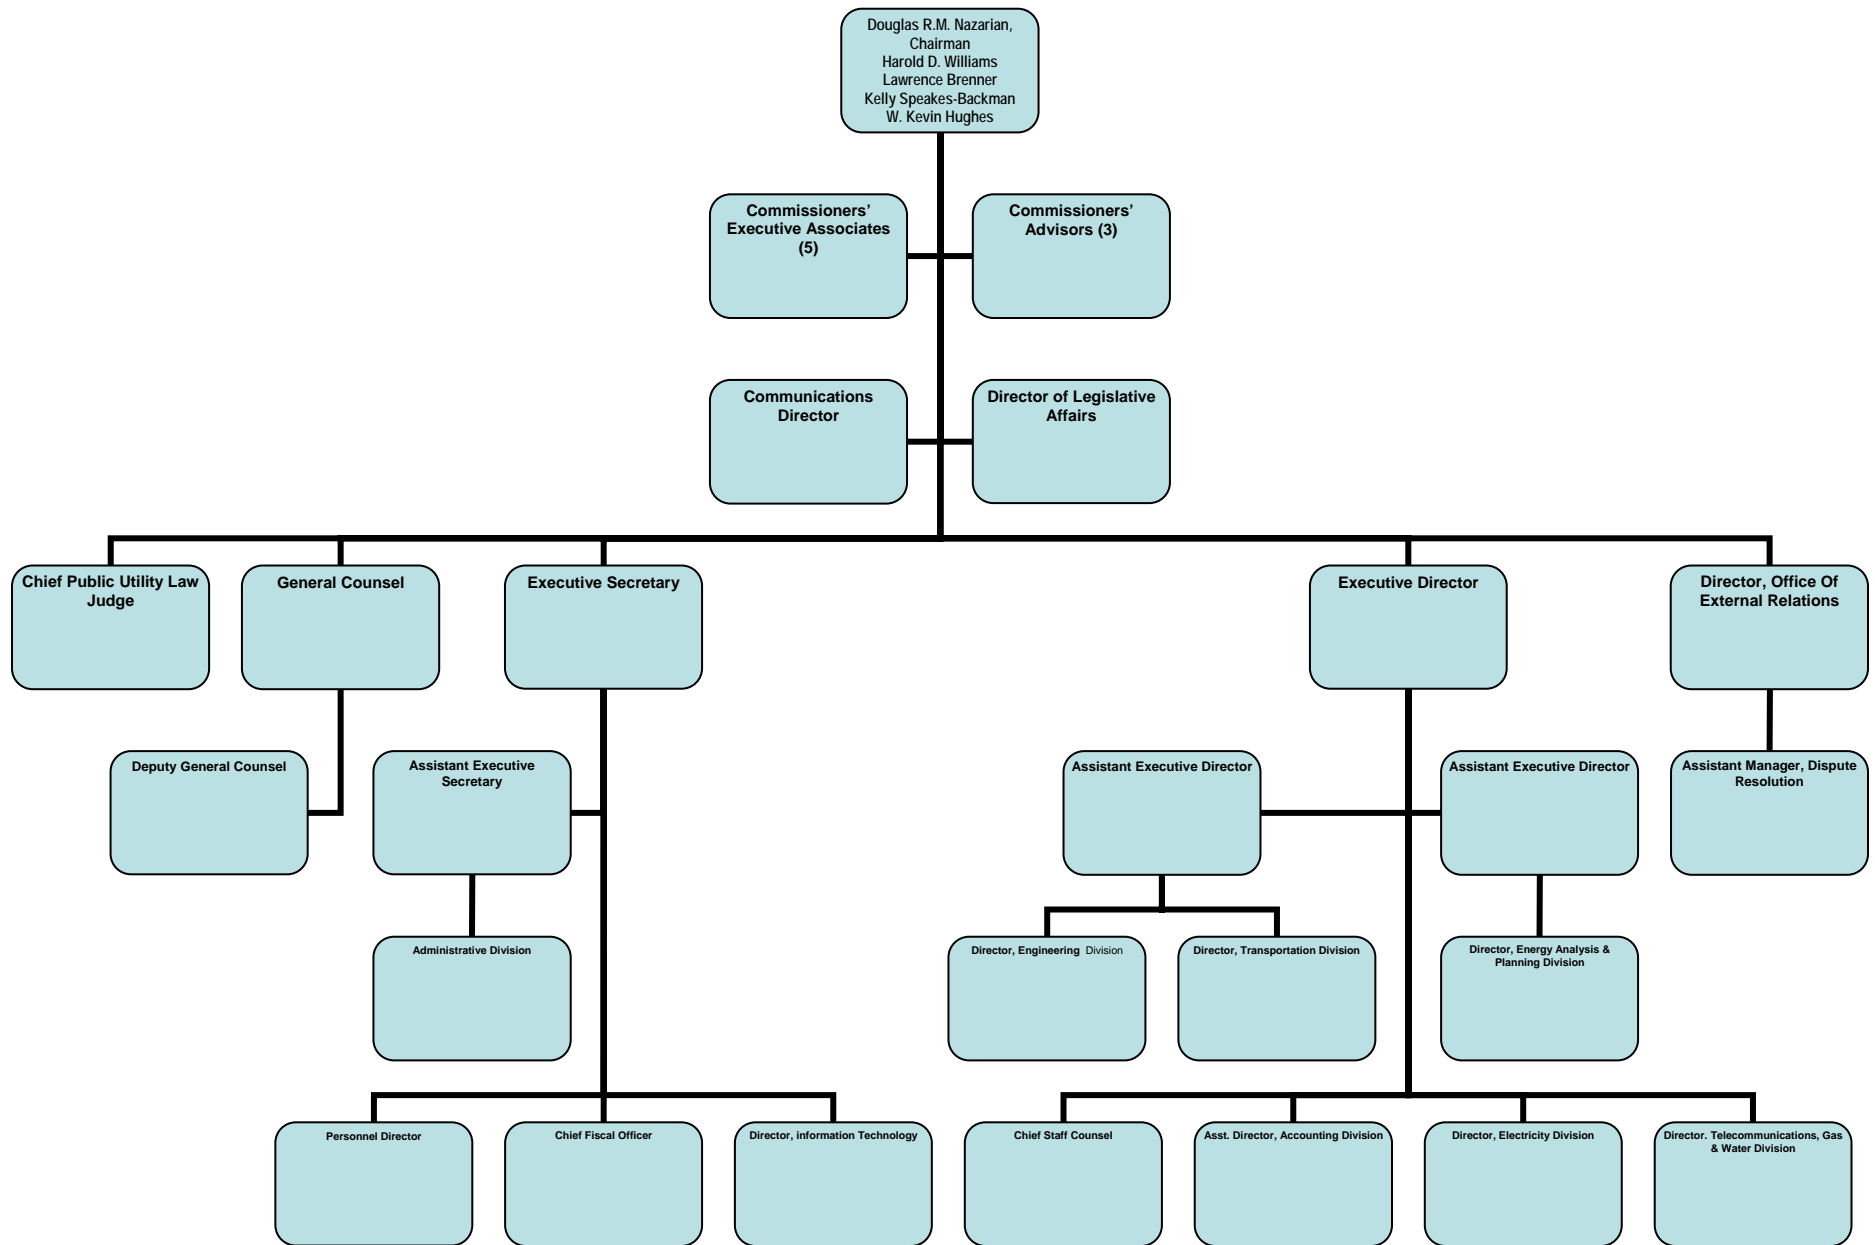 Douglas R.M. Nazarian,
Chairman
Harold D. Williams
Lawrence Brenner
Kelly Speakes-Backman
W. Kevin Hughes
Commissioners'
Executive Associates
(5)
Commissioners'
Advisors (3)
Communications
Director
Director of Legislative
Affairs
Chief Public Utility Law
Judge
General Counsel
Executive Secretary
Executive Director
Director, Office Of
External Relations
Deputy General Counsel
Assistant Executive
Secretary
Assistant Executive Director
Assistant Executive Director
Assistant Manager, Dispute
Resolution
Administrative Division
Director, Engineering Division
Director, Transportation Division
Director, Energy Analysis &
Planning Division
Personnel Director
Chief Fiscal Officer
Director, information Technology
Chief Staff Counsel
Asst. Director, Accounting Division
Director, Electricity Division
Director. Telecommunications, Gas
& Water Division